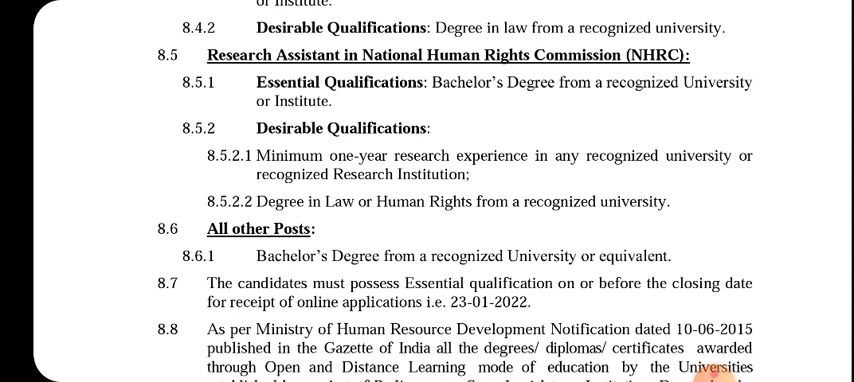 or Institute.
8.4.2 Desirable Qualifications: Degree in law from a recognized university.
8.5 Research Assistant in National Human Rights Commission (NHRC):
8.5.1 Essential Qualifications: Bachelor's Degree from a recognized University
or Institute.
8.5.2 Desirable Qualifications:
8.5.2.1 Minimum one-year research experience in any recognized university or
recognized Research Institution;
8.5.2.2 Degree in Law or Human Rights from a recognized university.
8.6 All other Posts:
8.6.1 Bachelor's Degree from a recognized University or equivalent.
8.7 The candidates must possess Essential qualification on or before the closing date
for receipt of online applications i.e. 23-01-2022.
8.8 As per Ministry of Human Resource Development Notification dated 10-06-2015
published in the Gazette of India all the degrees/ diplomas/ certificates awarded
through Open and Distance Learning mode of education by the Universities